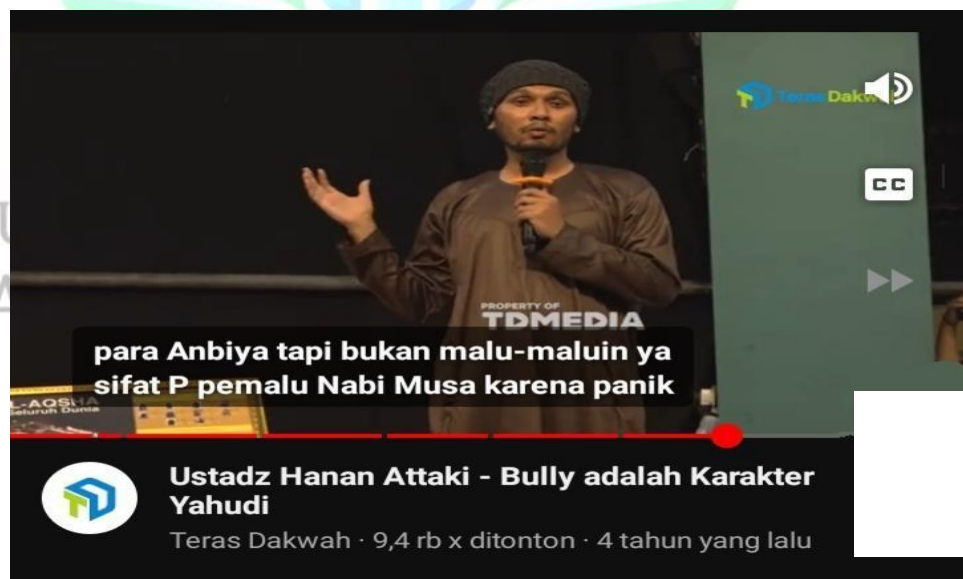 Teras Dakw
CC
PROPERTY OF
TDMEDIA
para Anbiya tapi bukan malu-maluin ya
sifat P pemalu Nabi Musa karena panik
L-AQSHA
Seluruh Dunia
Ustadz Hanan Attaki - Bully adalah Karakter
Yahudi
Teras Dakwah · 9,4 rb x ditonton · 4 tahun yang lalu